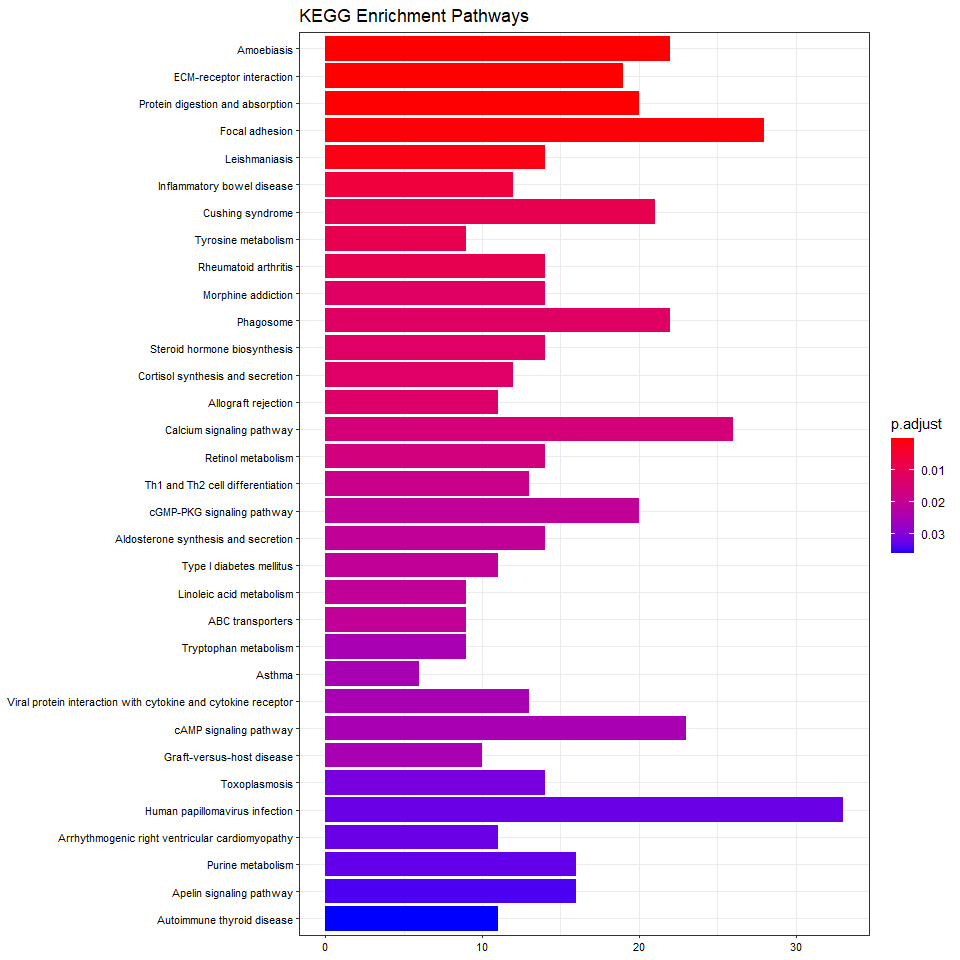 KEGG Enrichment Pathways
Amoebiasis
ECM-receptor interaction
Protein digestion and absorption
Focal adhesion
Leishmaniasis
Inflammatory bowel disease
Cushing syndrome
Tyrosine metabolism
Rheumatoid arthritis
Morphine addiction
Phagosome
Steroid hormone biosynthesis
Cortisol synthesis and secretion
Allograft rejection
Calcium signaling pathway
Retinol metabolism
Th1 and Th2 cell differentiation
cGMP-PKG signaling pathway
Aldosterone synthesis and secretion
Type I diabetes mellitus
Linoleic acid metabolism
ABC transporters
Tryptophan metabolism
Asthma
Viral protein interaction with cytokine and cytokine receptor
cAMP signaling pathway
Graft-versus-host disease
Toxoplasmosis
Human papillomavirus infection
Arrhythmogenic right ventricular cardiomyopathy
Purine metabolism
Apelin signaling pathway
Autoimmune thyroid disease
0 10 20 30
p.adjust
0.01
0.02
0.03